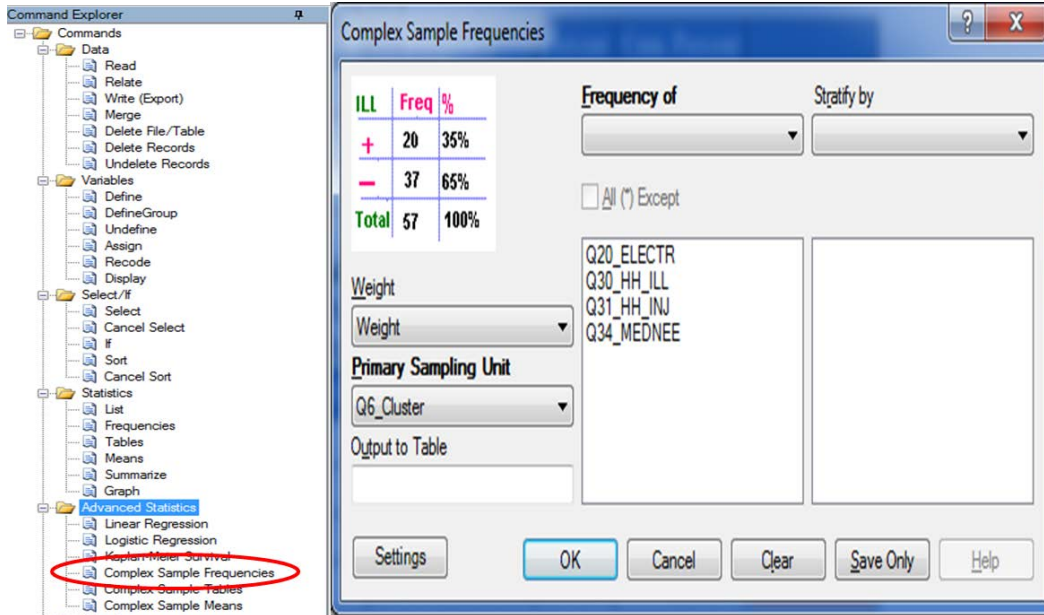 Command Explorer
Commands
Data
Read
Relate
Write (Export)
Merge
Delete File/Table
Delete Records
Undelete Records
Variables
Define
DefineGroup
Undefine
Assign
Recode
Display
Select/If
Select
Cancel Select
If
Sort
Cancel Sort
Statistics
List
Frequencies
Tables
Means
Summarize
Graph
Advanced Statistics
Linear Regression
Logistic Regression
Kaplan-Meier Survival
Complex Sample Frequencies
Complex Sample Tables
Complex Sample Means
Complex Sample Frequencies
? X
ILL Freq %
+ 20 35%
– 37 65%
Total 57 100%
Weight
Weight
Primary Sampling Unit
Q6_Cluster
Output to Table
Frequency of
Stratify by
All (*) Except
Q20_ELECTR
Q30_HH_ILL
Q31_HH_INJ
Q34_MEDNEE
Settings
OK
Cancel
Clear
Save Only
Help